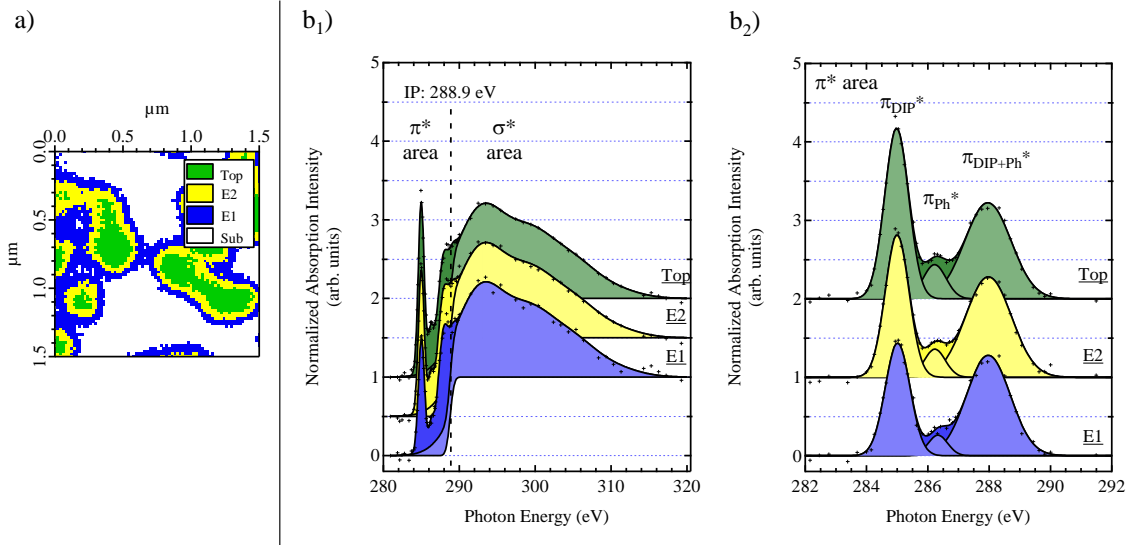 a)
µm
0.0 0.5 1.0 1.5
0.0
0.5
1.0
1.5
µm
Top
E2
E1
Sub
b1)
5
4
3
2
1
0
Normalized Absorption Intensity
(arb. units)
IP: 288.9 eV
π* σ*
area area
Top
E2
E1
280 290 300 310 320
Photon Energy (eV)
b2)
5
4
3
2
1
0
Normalized Absorption Intensity
(arb. units)
π* area
πDIP*
πPh*
πDIP+Ph*
Top
E2
E1
282 284 286 288 290 292
Photon Energy (eV)